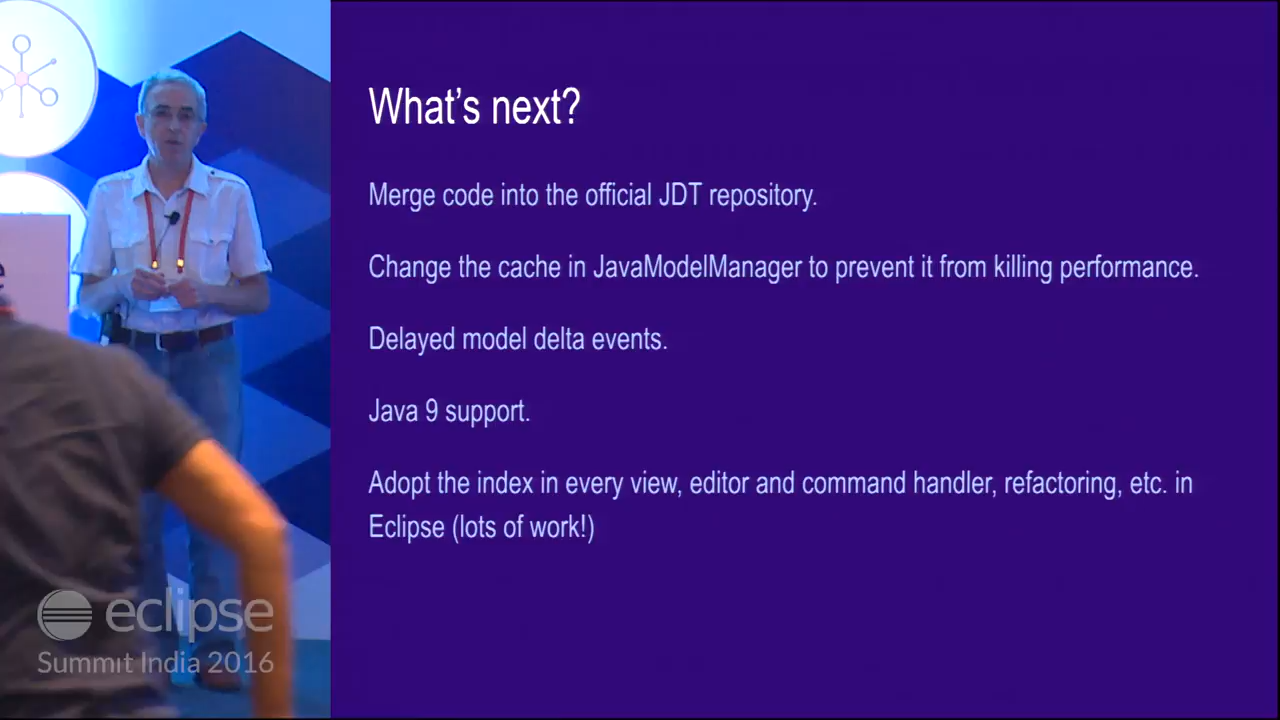 What's next?
Merge code into the official JDT repository.
Change the cache in JavaModelManager to prevent it from killing performance.
Delayed model delta events.
Java 9 support.
Adopt the index in every view, editor and command handler, refactoring, etc. in
Eclipse (lots of work!)
eclipse
Summit India 2016